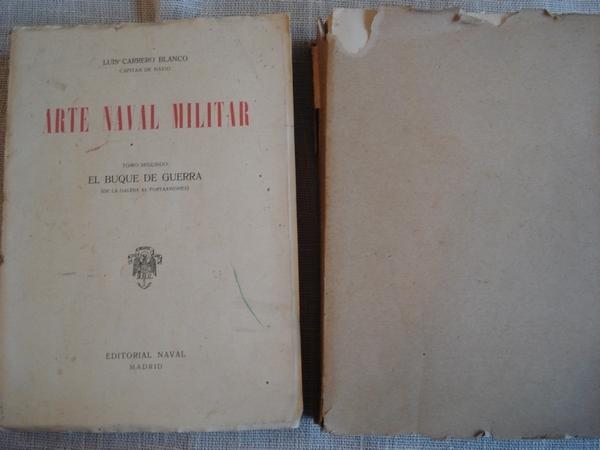 LUIS CARRERO BLANCO
CAPITAN DE NAVIO
ARTE NAVAL MILITAR
TOMO SEGUNDO
EL BUQUE DE GUERRA
(DE LA GALERA AL PORTAAVIONES)
EDITORIAL NAVAL
MADRID